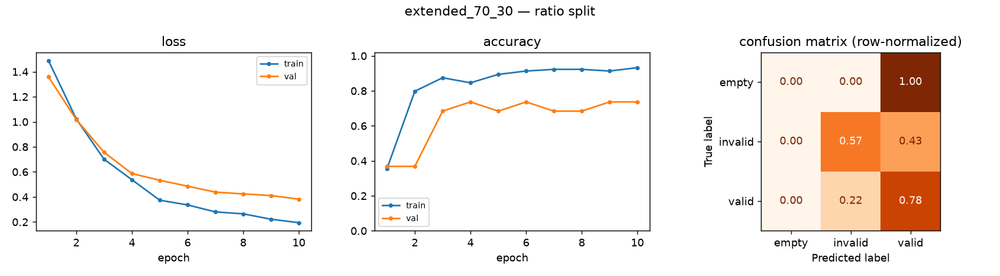 extended_70_30 — ratio split
loss
1.4
1.2
1.0
0.8
0.6
0.4
0.2
2 4 6 8 10
epoch
train
val
accuracy
1.0
0.8
0.6
0.4
0.2
0.0
2 4 6 8 10
epoch
train
val
confusion matrix (row-normalized)
True label
empty 0.00 0.00 1.00
invalid 0.00 0.57 0.43
valid 0.00 0.22 0.78
empty invalid valid
Predicted label